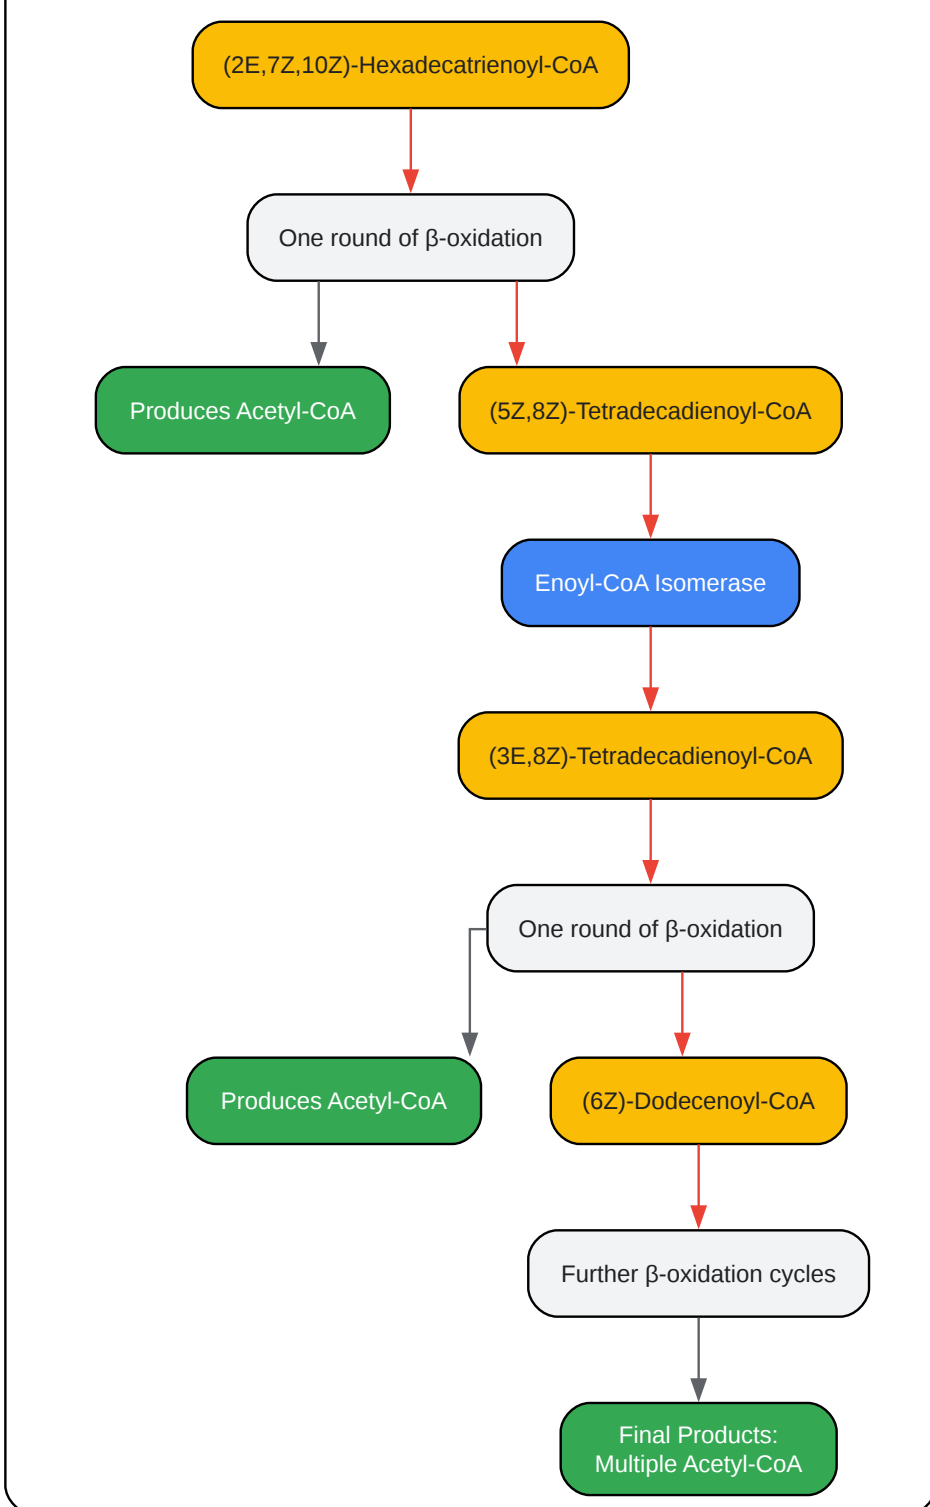 (2E,7Z,10Z)-Hexadecatrienoyl-CoA
One round of β-oxidation
Produces Acetyl-CoA
(5Z,8Z)-Tetradecadienoyl-CoA
Enoyl-CoA Isomerase
(3E,8Z)-Tetradecadienoyl-CoA
One round of β-oxidation
Produces Acetyl-CoA
(6Z)-Dodecenoyl-CoA
Further β-oxidation cycles
Final Products:
Multiple Acetyl-CoA